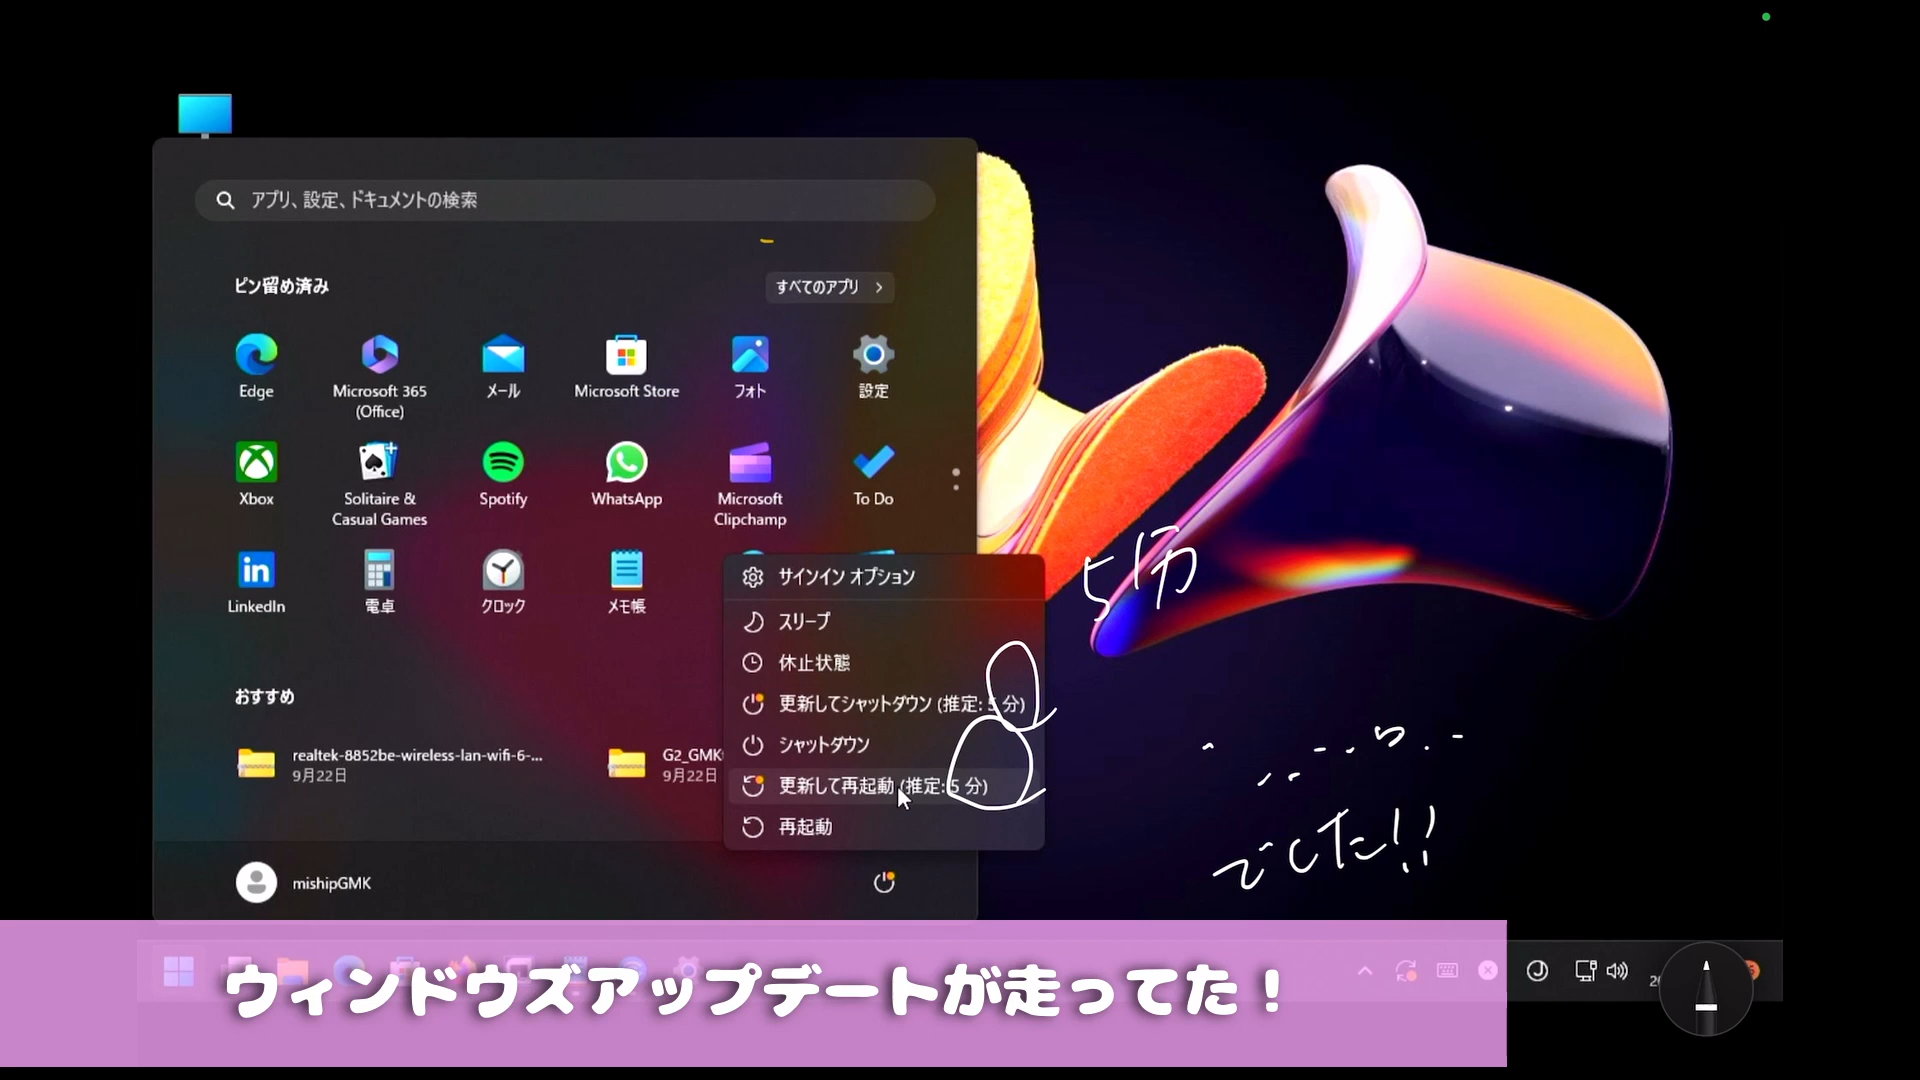 アプリ、設定、ドキュメントの検索
ピン留め済み
すべてのアプリ
Edge
Microsoft 365
(Office)
メール
Microsoft Store
フォト
設定
Xbox
Solitaire &
Casual Games
Spotify
WhatsApp
Microsoft
Clipchamp
To Do
LinkedIn
電卓
クロック
メモ帳
サインイン オプション
スリープ
休止状態
更新してシャットダウン (推定: 5 分)
シャットダウン
更新して再起動 (推定: 5 分)
再起動
おすすめ
realtek-8852be-wireless-lan-wifi-6-...
9月22日
G2_GMK
9月22日
mishipGMK
5分
でした!!
ウィンドウズアップデートが走ってた！